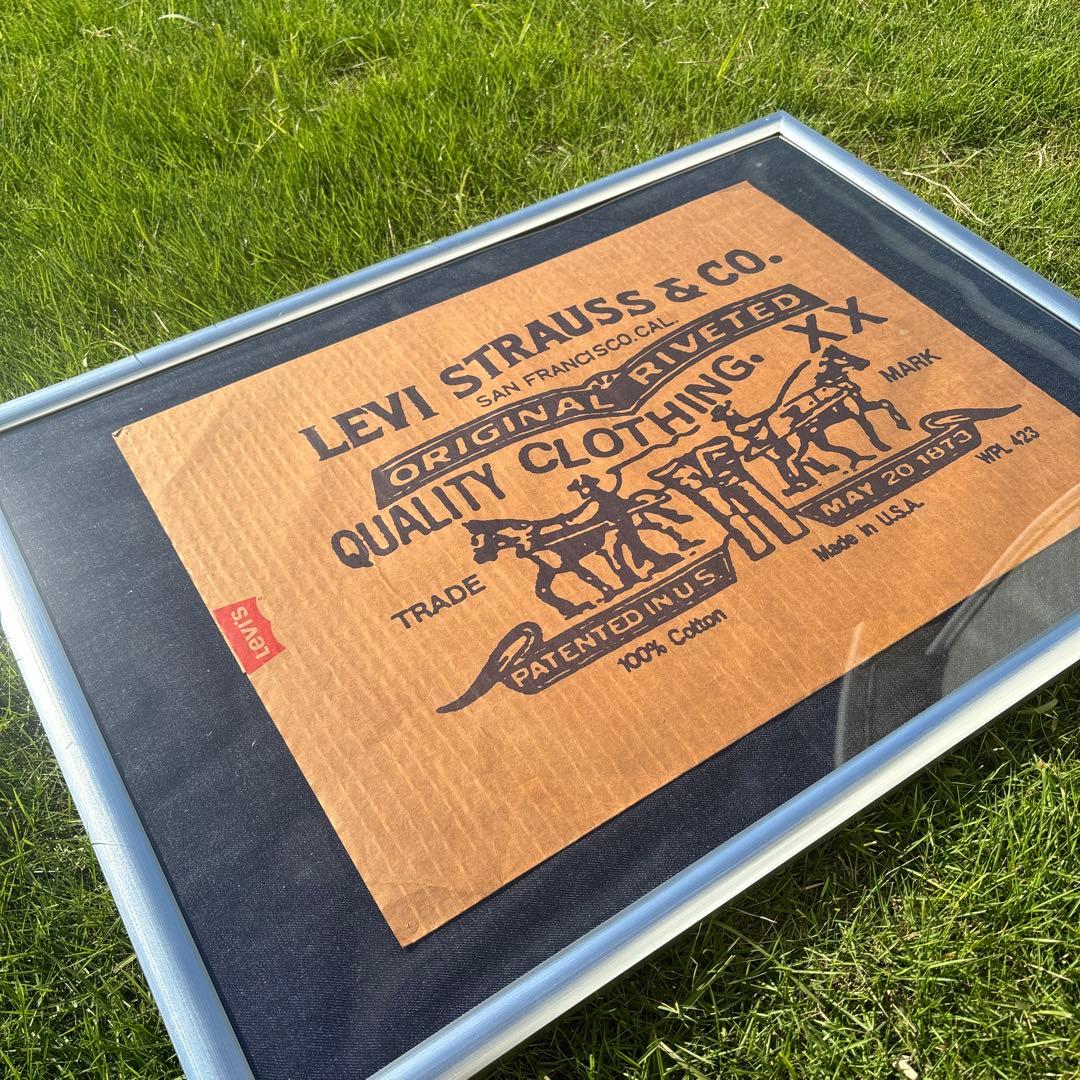 LEVI STRAUSS & CO.
SAN FRANCISCO.CAL.
ORIGINAL RIVETED
QUALITY CLOTHING. XX
TRADE MARK
PATENTED IN U.S. MAY 20 1873
WPL 423
100% Cotton Made in U.S.A.
Levi's